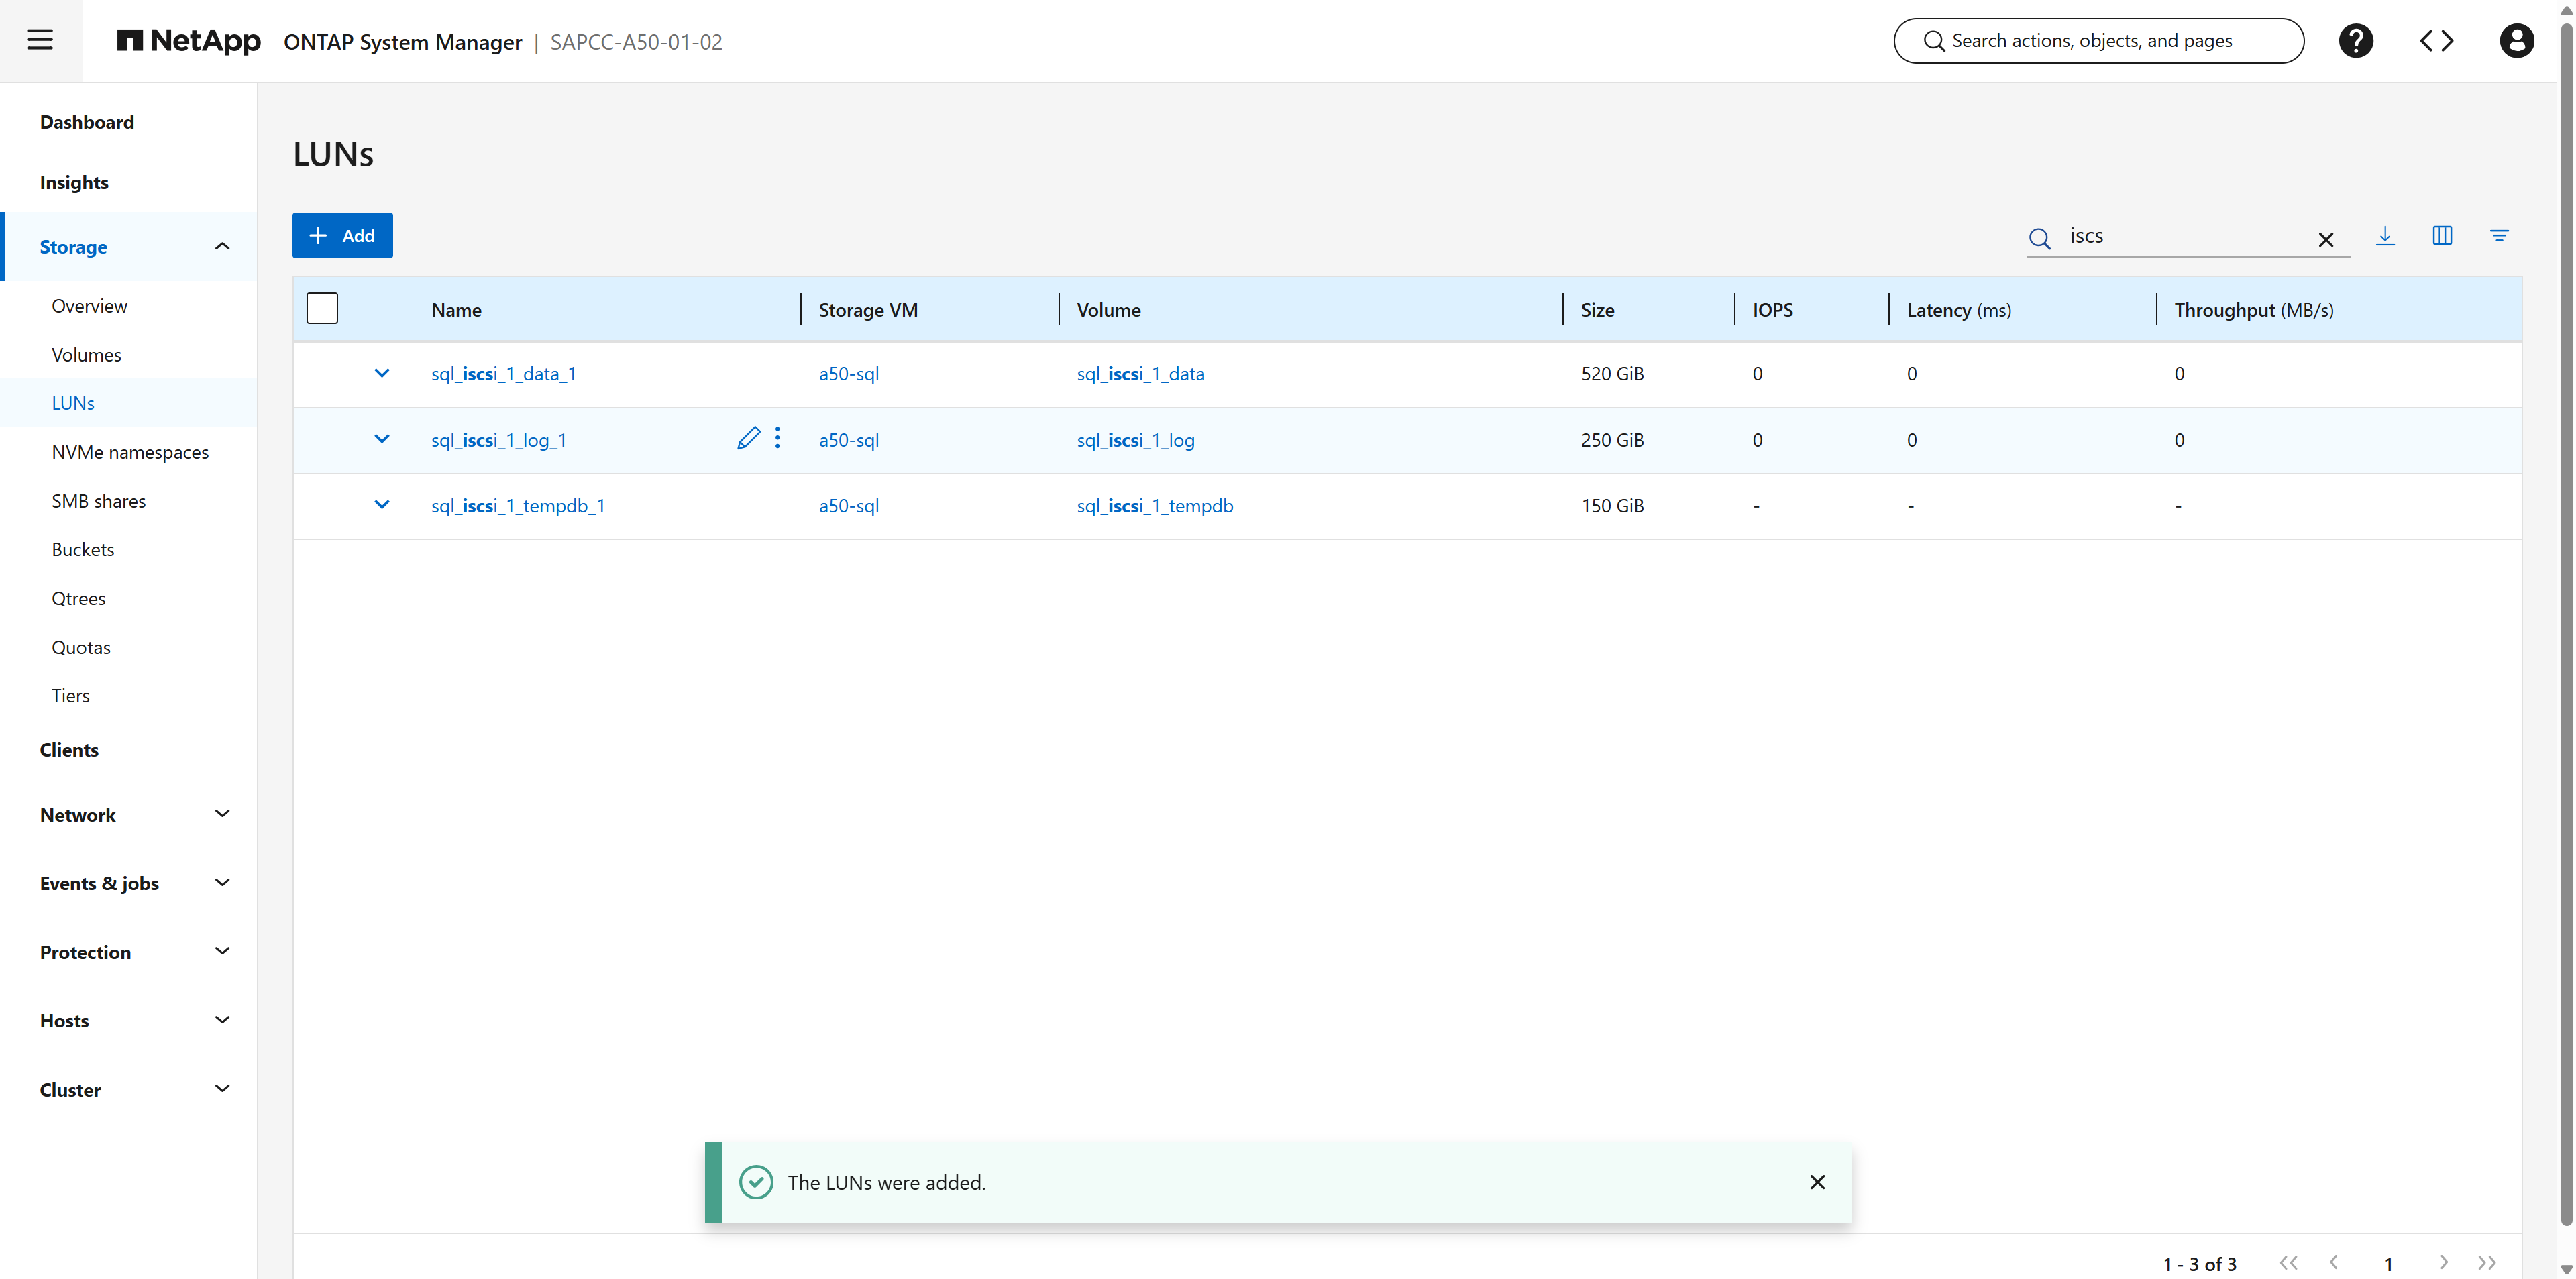 NetApp ONTAP System Manager | SAPCC-A50-01-02
Search actions, objects, and pages
Dashboard
Insights
Storage
Overview
Volumes
LUNs
NVMe namespaces
SMB shares
Buckets
Qtrees
Quotas
Tiers
Clients
Network
Events & jobs
Protection
Hosts
Cluster
LUNs
+ Add
iscs
Name Storage VM Volume Size IOPS Latency (ms) Throughput (MB/s)
sql_iscsi_1_data_1 a50-sql sql_iscsi_1_data 520 GiB 0 0 0
sql_iscsi_1_log_1 a50-sql sql_iscsi_1_log 250 GiB 0 0 0
sql_iscsi_1_tempdb_1 a50-sql sql_iscsi_1_tempdb 150 GiB - - -
The LUNs were added.
1 - 3 of 3 1